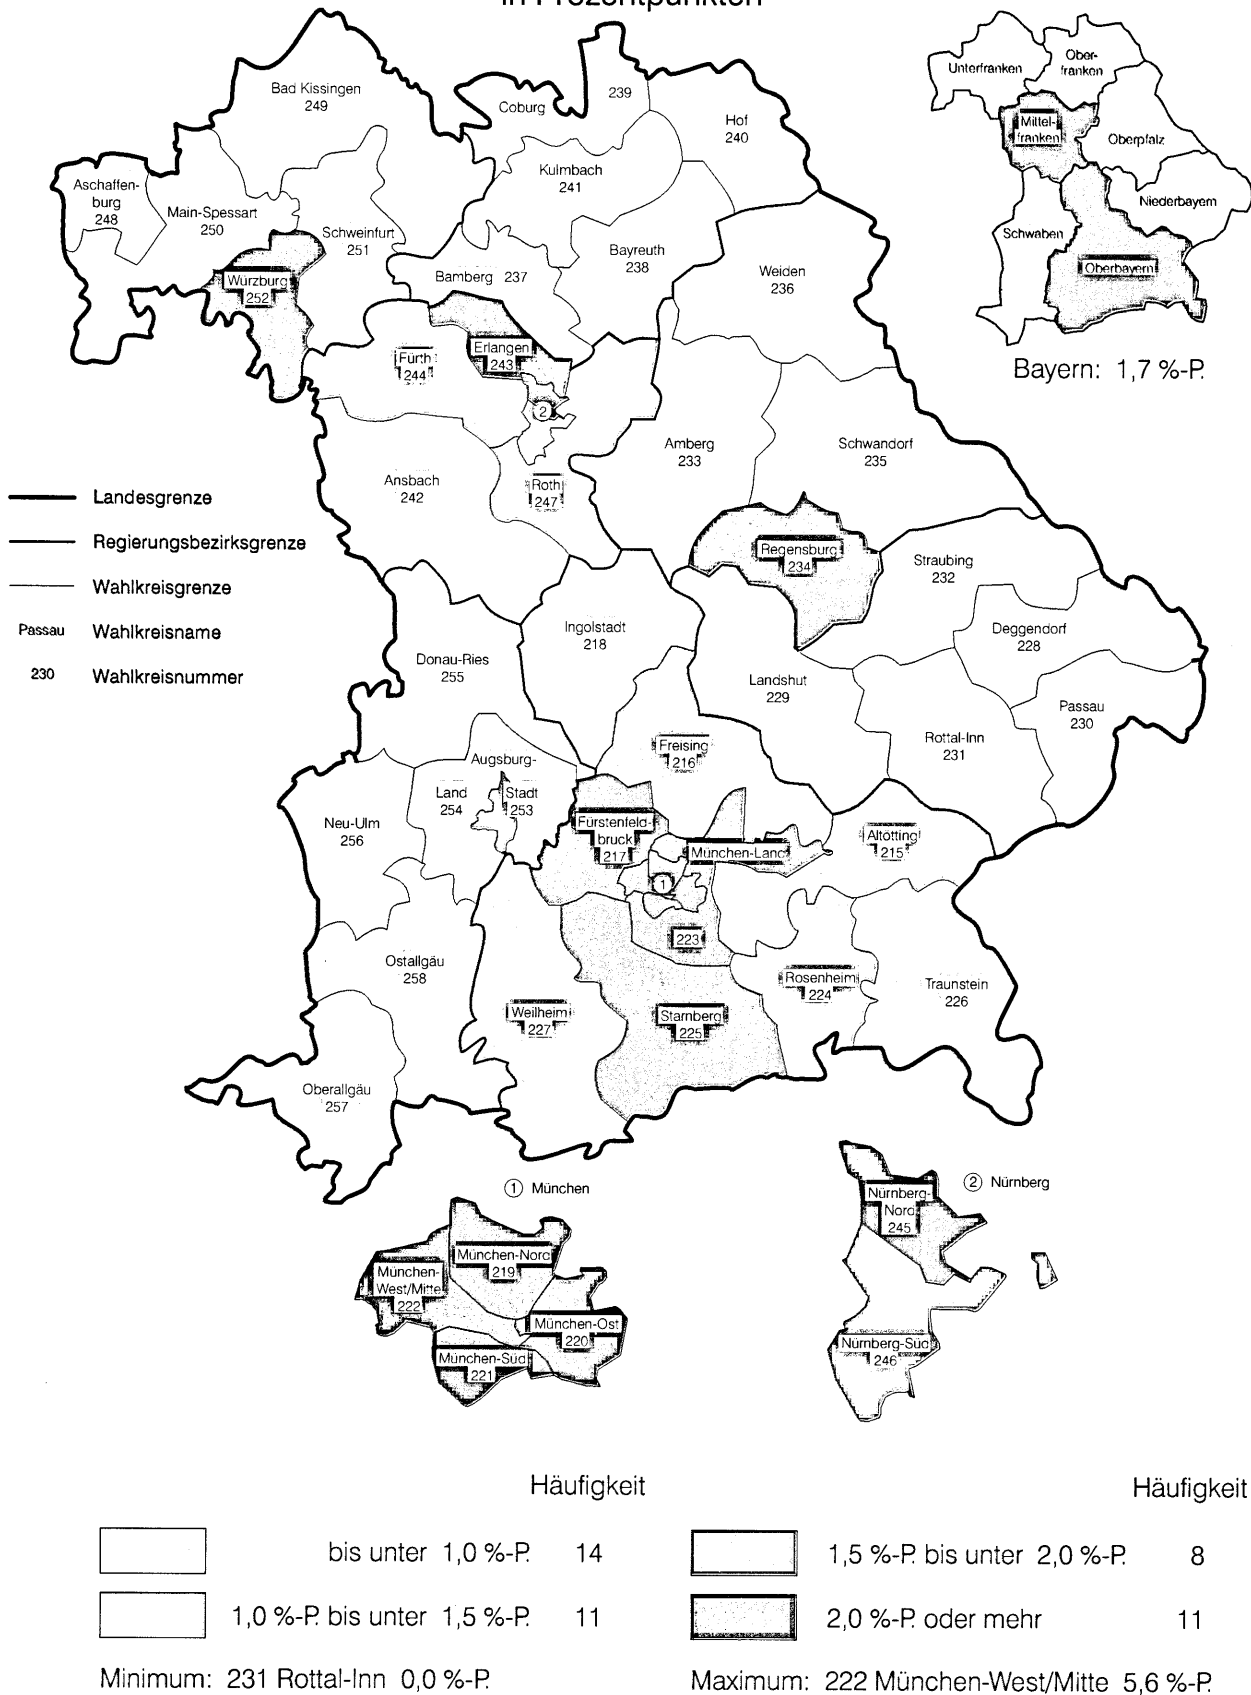 in Prozentpunkten
Bad Kissingen
249
Coburg
239
Hof
240
Kulmbach
241
Aschaffen-
burg
248
Main-Spessart
250
Schweinfurt
251
Bamberg 237
Bayreuth
238
Weiden
236
Würzburg
252
Fürth
244
Erlangen
243
2
Ansbach
242
Roth
247
Amberg
233
Schwandorf
235
Regensburg
234
Straubing
232
Deggendorf
228
Passau
230
Landshut
229
Rottal-Inn
231
Ingolstadt
218
Donau-Ries
255
Freising
216
Augsburg-
Land
254
Stadt
253
Neu-Ulm
256
Fürstenfeld-
bruck
217
München-Land
1
223
Altötting
215
Ostallgäu
258
Weilheim
227
Starnberg
225
Rosenheim
224
Traunstein
226
Oberallgäu
257
Unterfranken
Ober-
franken
Mittel-
franken
Oberpfalz
Niederbayern
Schwaben
Oberbayern
Bayern: 1,7 %-P.
Landesgrenze
Regierungsbezirksgrenze
Wahlkreisgrenze
Passau Wahlkreisname
230 Wahlkreisnummer
1 München
München-Nord
219
München-
West/Mitte
222
München-Ost
220
München-Süd
221
2 Nürnberg
Nürnberg-
Nord
245
Nürnberg-Süd
246
Häufigkeit Häufigkeit
bis unter 1,0 %-P. 14 1,5 %-P. bis unter 2,0 %-P. 8
1,0 %-P. bis unter 1,5 %-P. 11 2,0 %-P. oder mehr 11
Minimum: 231 Rottal-Inn 0,0 %-P. Maximum: 222 München-West/Mitte 5,6 %-P.